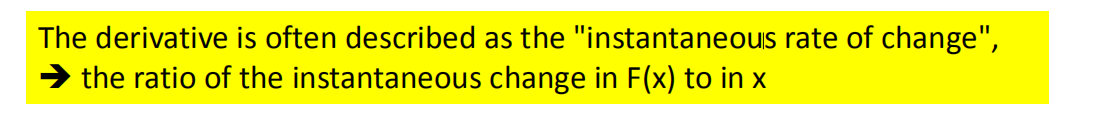 The derivative is often described as the "instantaneous rate of change",
➔ the ratio of the instantaneous change in F(x) to in x